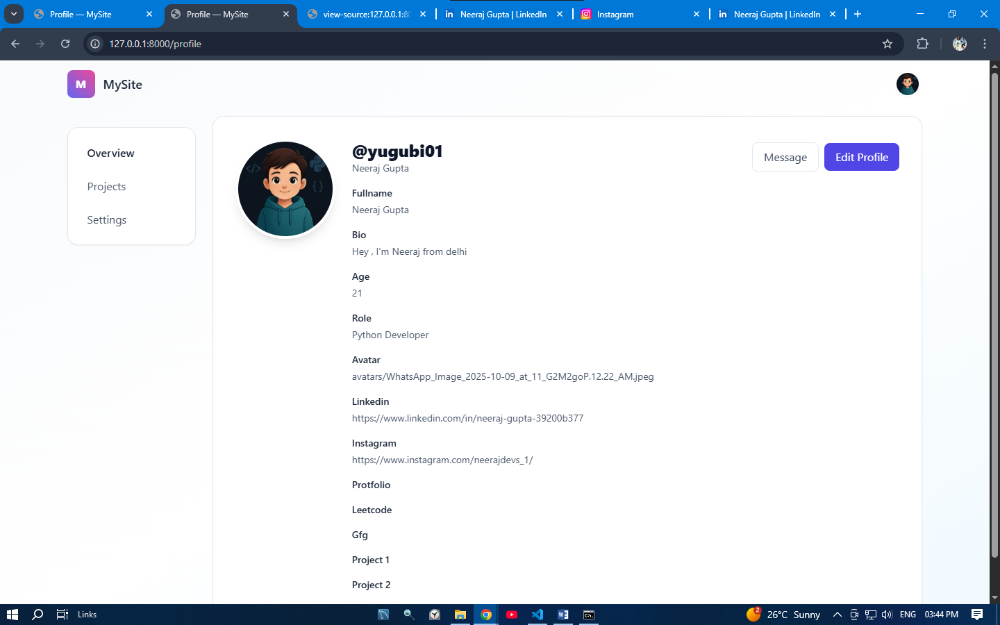 Profile — MySite
Profile — MySite
view-source:127.0.0.1:80
Neeraj Gupta | LinkedIn
Instagram
Neeraj Gupta | LinkedIn
127.0.0.1:8000/profile
M
MySite
Overview
Projects
Settings
@yugubi01
Neeraj Gupta
Message
Edit Profile
Fullname
Neeraj Gupta
Bio
Hey , I'm Neeraj from delhi
Age
21
Role
Python Developer
Avatar
avatars/WhatsApp_Image_2025-10-09_at_11_G2M2goP.12.22_AM.jpeg
Linkedin
https://www.linkedin.com/in/neeraj-gupta-39200b377
Instagram
https://www.instagram.com/neerajdevs_1/
Protfolio
Leetcode
Gfg
Project 1
Project 2
Links
2
26°C Sunny
ENG
03:44 PM